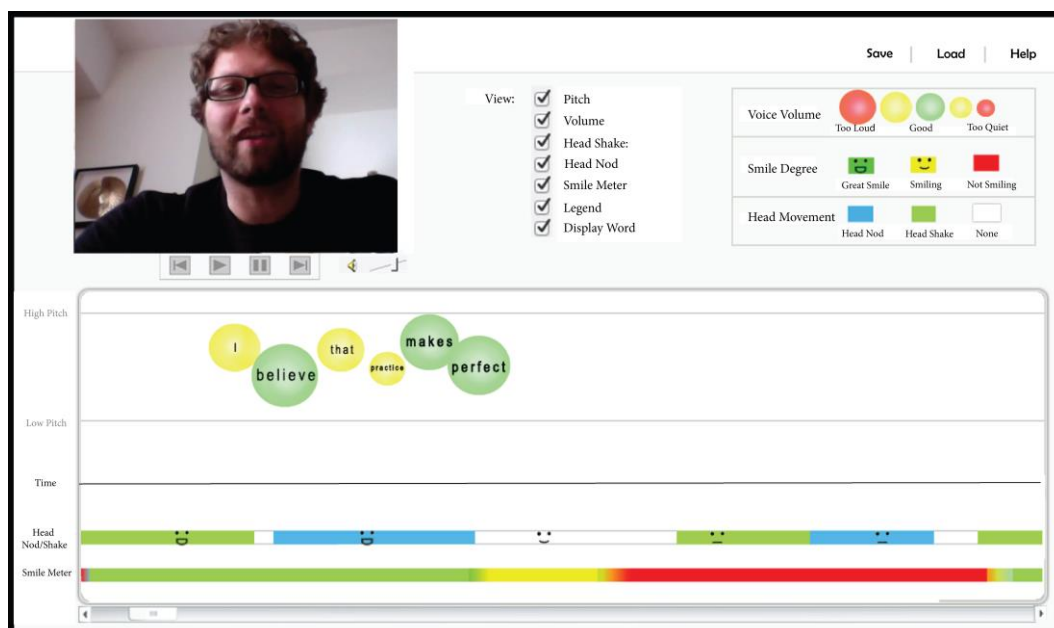 Save | Load | Help
View:
Pitch
Volume
Head Shake:
Head Nod
Smile Meter
Legend
Display Word
Voice Volume
Too Loud Good Too Quiet
Smile Degree
Great Smile Smiling Not Smiling
Head Movement
Head Nod Head Shake None
High Pitch
I believe that practice makes perfect
Low Pitch
Time
Head
Nod/Shake
Smile Meter